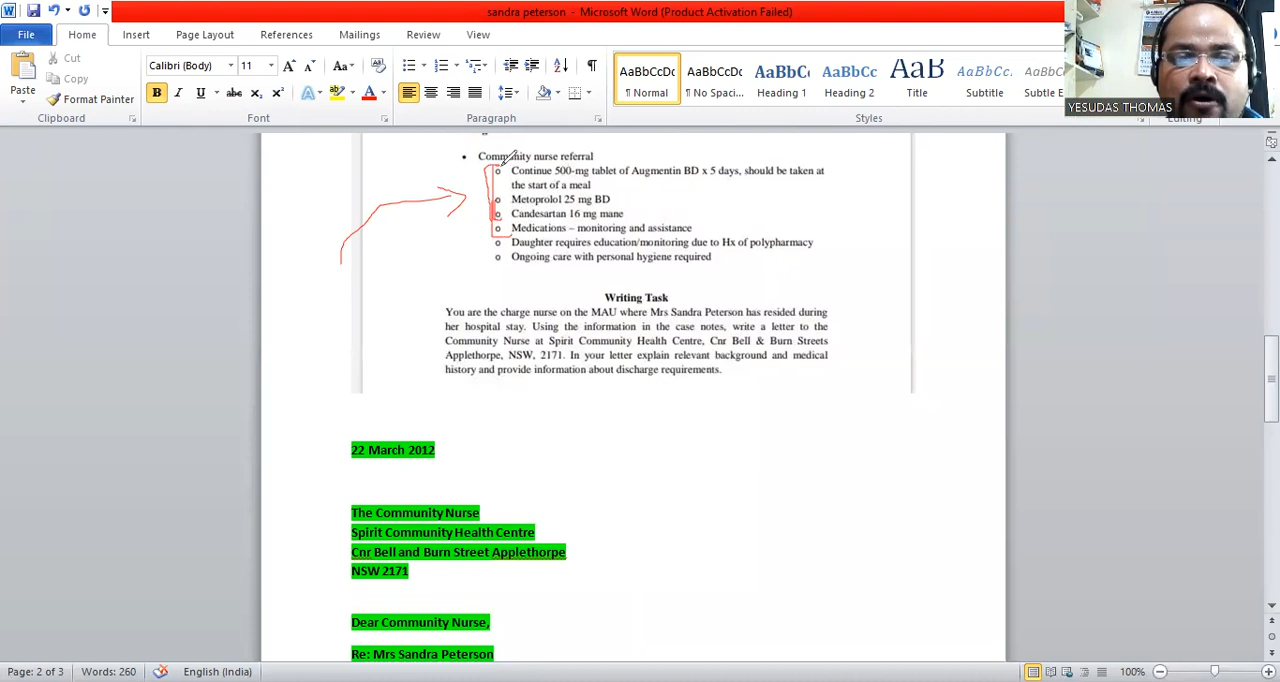 sandra peterson - Microsoft Word (Product Activation Failed)
File Home Insert Page Layout References Mailings Review View
Cut
Copy
Format Painter
Paste
Calibri (Body) 11
AaBbCcDc AaBbCcDc AaBbCc AaBbCc AaB AaBbCcL
¶ Normal ¶ No Spaci... Heading 1 Heading 2 Title Subtitle Subtle E
Clipboard Font Paragraph Styles Editing
YESUDAS THOMAS
• Community nurse referral
o Continue 500-mg tablet of Augmentin BD x 5 days, should be taken at
the start of a meal
o Metoprolol 25 mg BD
o Candesartan 16 mg mane
o Medications – monitoring and assistance
o Daughter requires education/monitoring due to Hx of polypharmacy
o Ongoing care with personal hygiene required
Writing Task
You are the charge nurse on the MAU where Mrs Sandra Peterson has resided during
her hospital stay. Using the information in the case notes, write a letter to the
Community Nurse at Spirit Community Health Centre, Cnr Bell & Burn Streets
Applethorpe, NSW, 2171. In your letter explain relevant background and medical
history and provide information about discharge requirements.
22 March 2012
The Community Nurse
Spirit Community Health Centre
Cnr Bell and Burn Street Applethorpe
NSW 2171
Dear Community Nurse,
Re: Mrs Sandra Peterson
Page: 2 of 3 Words: 260 English (India) 100%